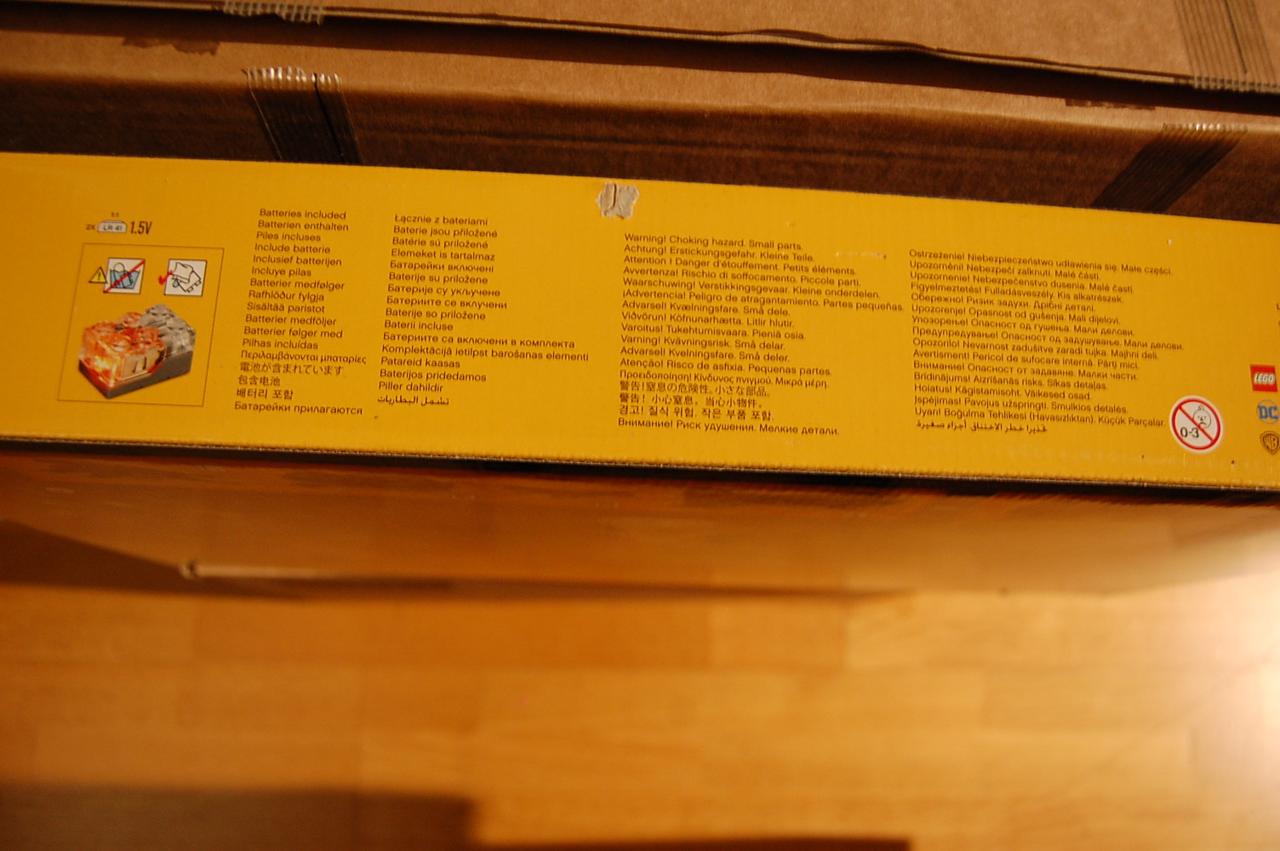 2x LR 41 1.5V
Batteries included
Batterien enthalten
Piles incluses
Include batterie
Inclusief batterijen
Incluye pilas
Batterier medfølger
Rafhlöður fylgja
Sisältää paristot
Batterier medföljer
Batterier følger med
Pilhas incluídas
Περιλαμβάνονται μπαταρίες
電池が含まれています
包含电池
배터리 포함
Батарейки прилагаются
Łącznie z bateriami
Baterie jsou přiložené
Batérie sú priložené
Elemeket is tartalmaz
Батарейки включені
Baterije su priložene
Батерије су укључене
Батериите се вклучени
Baterije so priložene
Baterii incluse
Батериите са включени в комплекта
Komplektācijā ietilpst barošanas elementi
Patareid kaasas
Baterijos pridedamos
Piller dahildir
تشمل البطاريات
Warning! Choking hazard. Small parts.
Achtung! Erstickungsgefahr. Kleine Teile.
Attention ! Danger d'étouffement. Petits éléments.
Avvertenza! Rischio di soffocamento. Piccole parti.
Waarschuwing! Verstikkingsgevaar. Kleine onderdelen.
¡Advertencia! Peligro de atragantamiento. Partes pequeñas.
Advarsel! Kvælningsfare. Små dele.
Viðvörun! Köfnunarhætta. Litlir hlutir.
Varoitus! Tukehtumisvaara. Pieniä osia.
Varning! Kvävningsrisk. Små delar.
Advarsel! Kvelningsfare. Små deler.
Atenção! Risco de asfixia. Pequenas partes.
Προειδοποίηση! Κίνδυνος πνιγμού. Μικρά μέρη.
警告!窒息の危険性。小さな部品。
警告! 小心窒息。当心小物件。
경고! 질식 위험. 작은 부품 포함.
Внимание! Риск удушения. Мелкие детали.
Ostrzeżenie! Niebezpieczeństwo udławienia się. Małe części.
Upozornění! Nebezpečí zalknutí. Malé části.
Upozornenie! Nebezpečenstvo dusenia. Malé časti.
Figyelmeztetés! Fulladásveszély. Kis alkatrészek.
Обережно! Ризик задухи. Дрібні деталі.
Upozorenje! Opasnost od gušenja. Mali dijelovi.
Упозорење! Опасност од гушења. Мали делови.
Предупредување! Опасност од задушување. Мали делови.
Opozorilo! Nevarnost zadušitve zaradi tujka. Majhni deli.
Avertisment! Pericol de sufocare internă. Părţi mici.
Внимание! Опасност от задавяне. Малки части.
Brīdinājums! Aizrīšanās risks. Sīkas detaļas.
Hoiatus! Kägistamisoht. Väikesed osad.
Įspėjimas! Pavojus užspringti. Smulkios detalės.
Uyarı! Boğulma Tehlikesi (Havasızlıktan). Küçük Parçalar.
تحذير! خطر الاختناق أجزاء صغيرة
0-3
LEGO
DC
WB